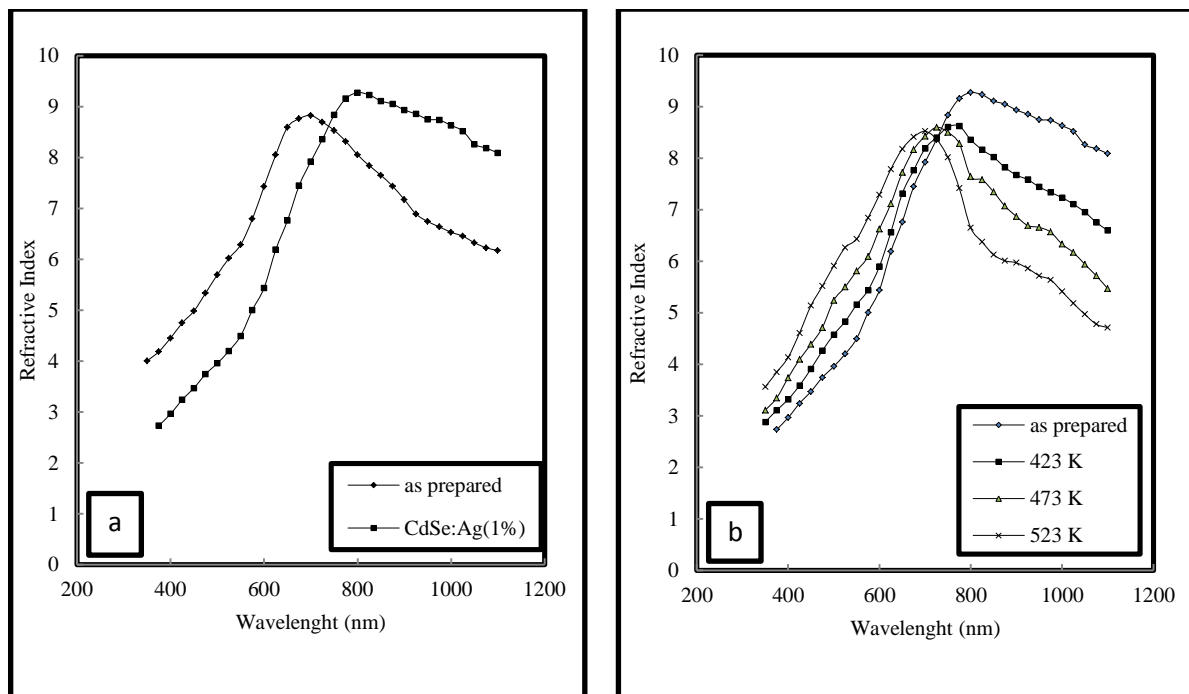 10
9
8
7
6
5
4
3
2
1
0
200 400 600 800 1000 1200
Refractive Index
Wavelenght (nm)
as prepared
CdSe:Ag(1%)
a
10
9
8
7
6
5
4
3
2
1
0
200 400 600 800 1000 1200
Refractive Index
Wavelenght (nm)
as prepared
423 K
473 K
523 K
b